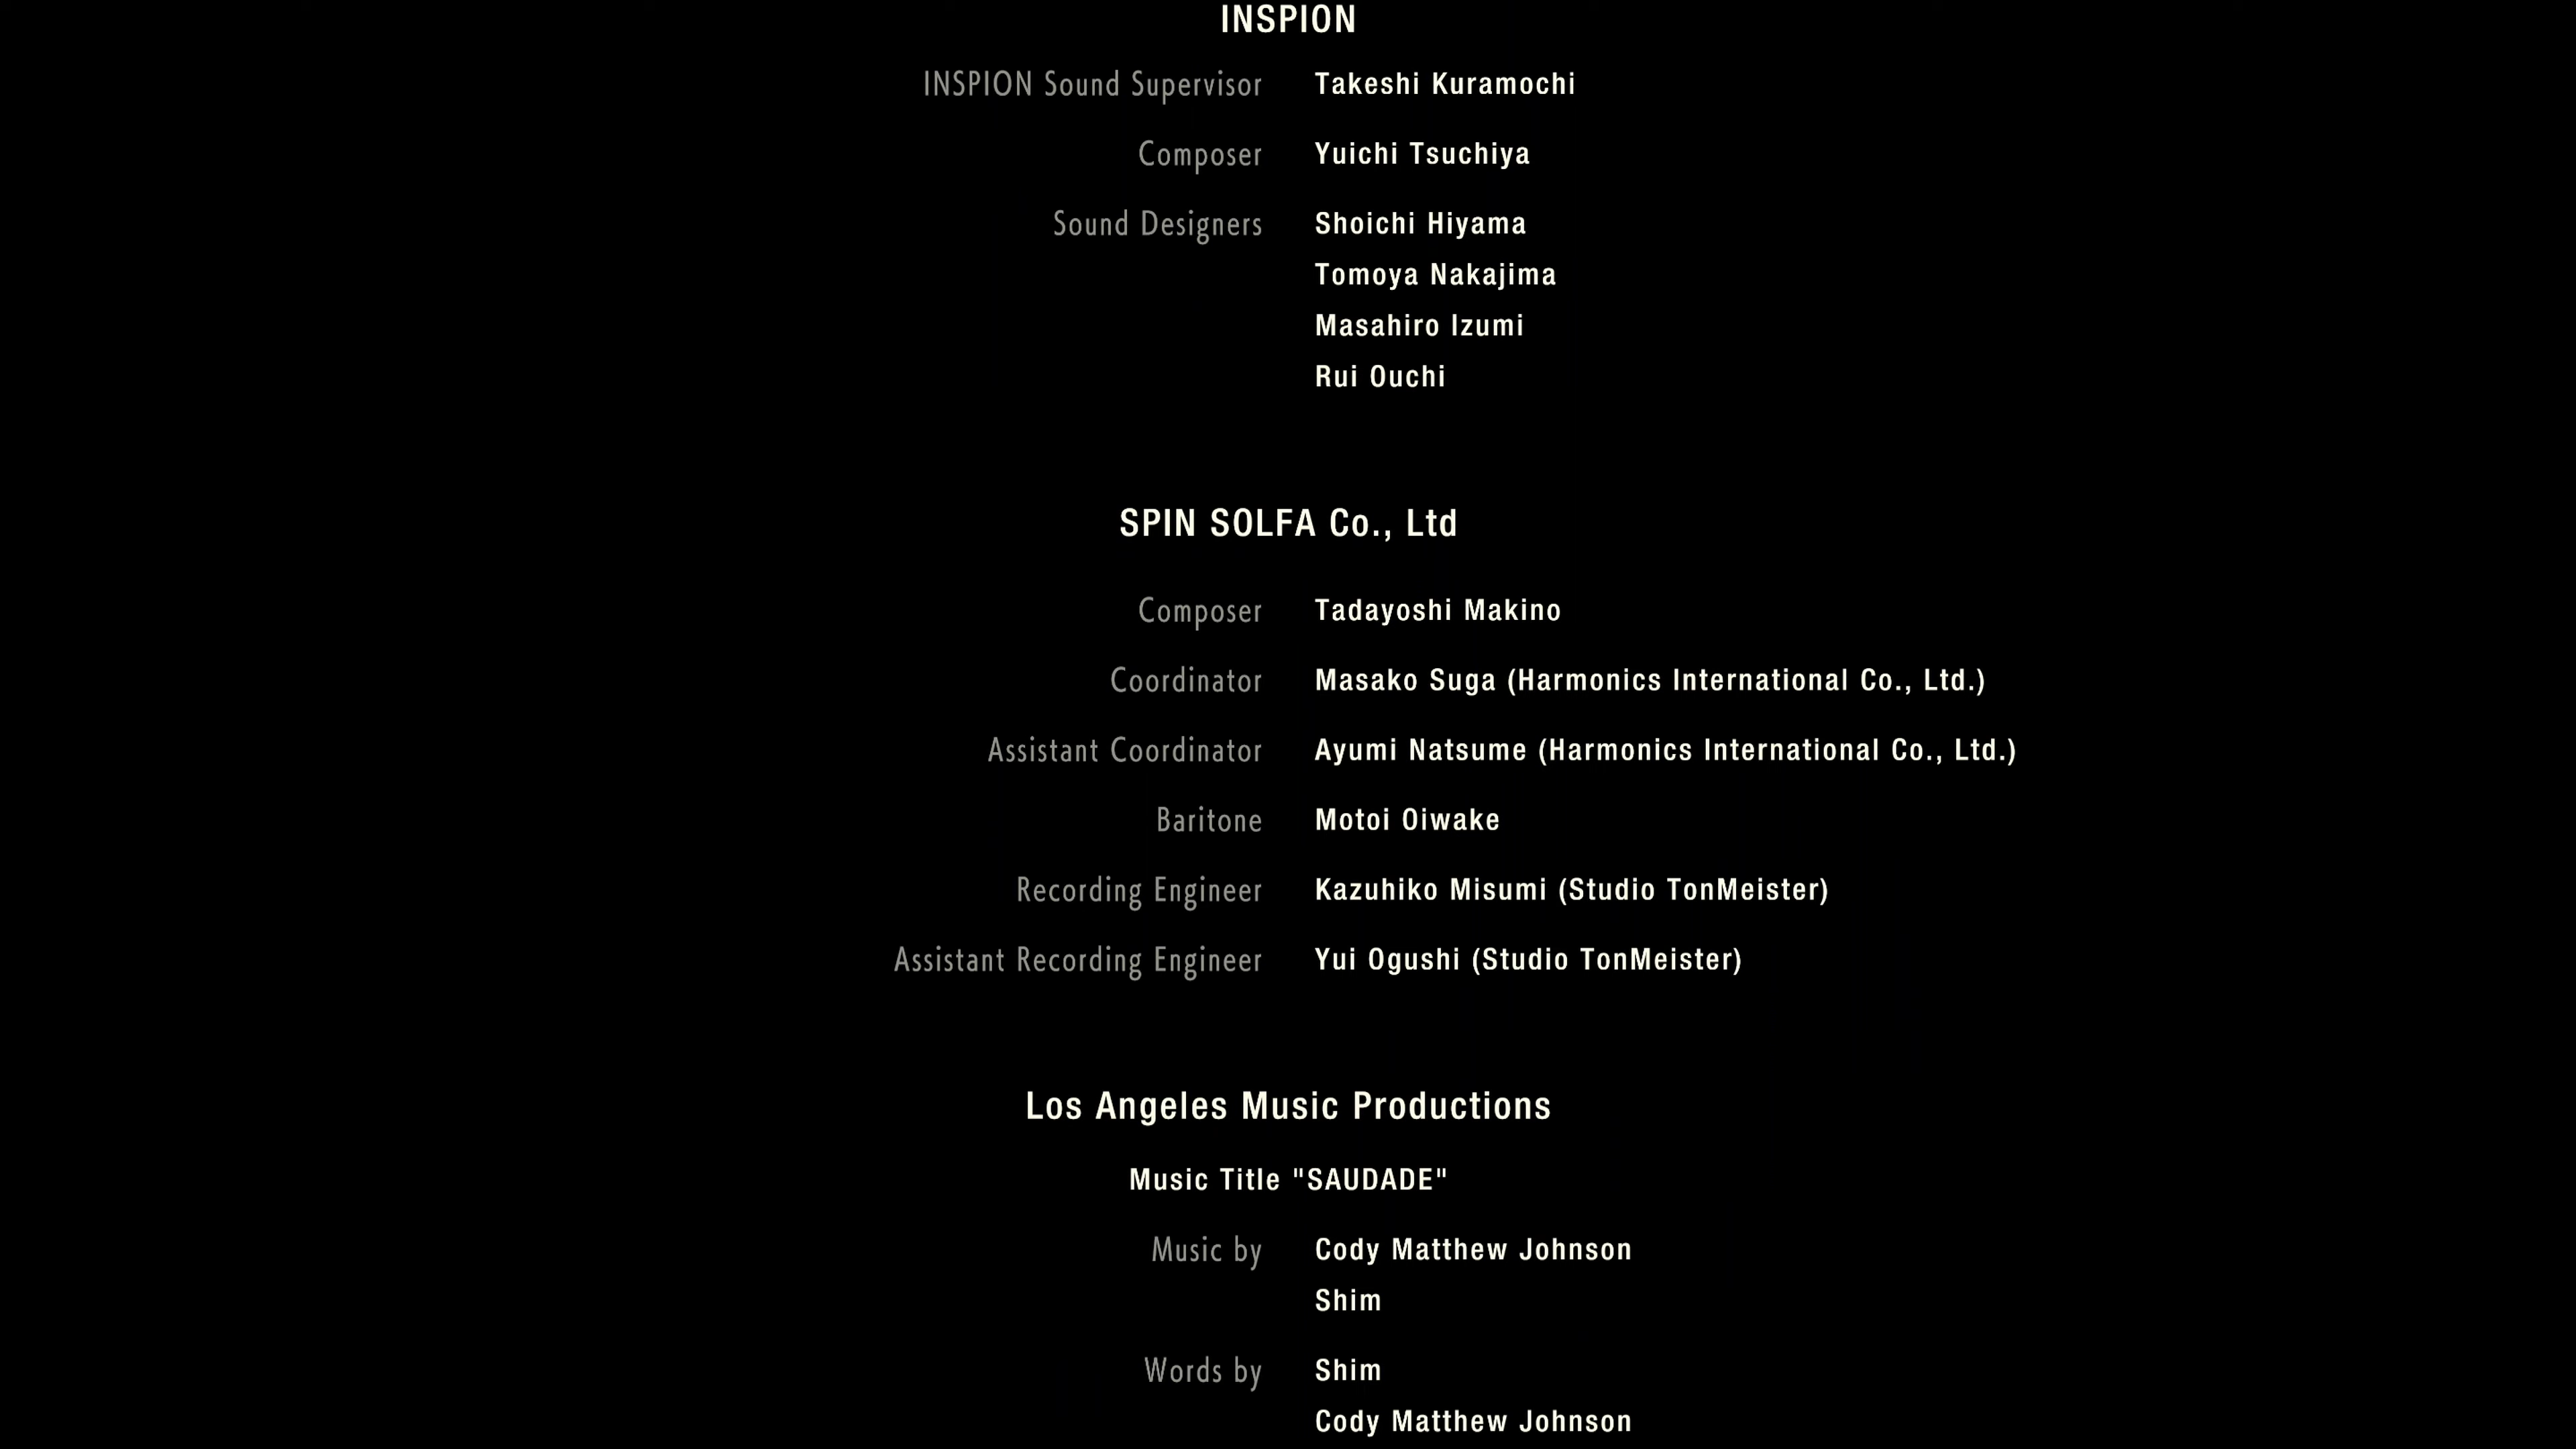 INSPION
INSPION Sound Supervisor Takeshi Kuramochi
Composer Yuichi Tsuchiya
Sound Designers Shoichi Hiyama
Tomoya Nakajima
Masahiro Izumi
Rui Ouchi
SPIN SOLFA Co., Ltd
Composer Tadayoshi Makino
Coordinator Masako Suga (Harmonics International Co., Ltd.)
Assistant Coordinator Ayumi Natsume (Harmonics International Co., Ltd.)
Baritone Motoi Oiwake
Recording Engineer Kazuhiko Misumi (Studio TonMeister)
Assistant Recording Engineer Yui Ogushi (Studio TonMeister)
Los Angeles Music Productions
Music Title "SAUDADE"
Music by Cody Matthew Johnson
Shim
Words by Shim
Cody Matthew Johnson